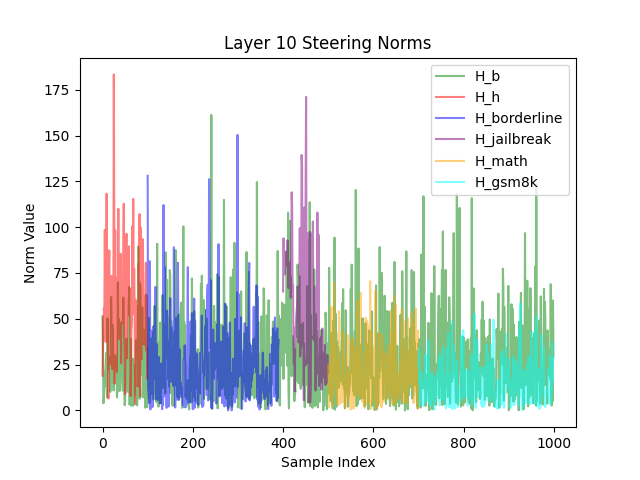 Layer 10 Steering Norms
H_b
H_h
H_borderline
H_jailbreak
H_math
H_gsm8k
Norm Value
175
150
125
100
75
50
25
0
0 200 400 600 800 1000
Sample Index